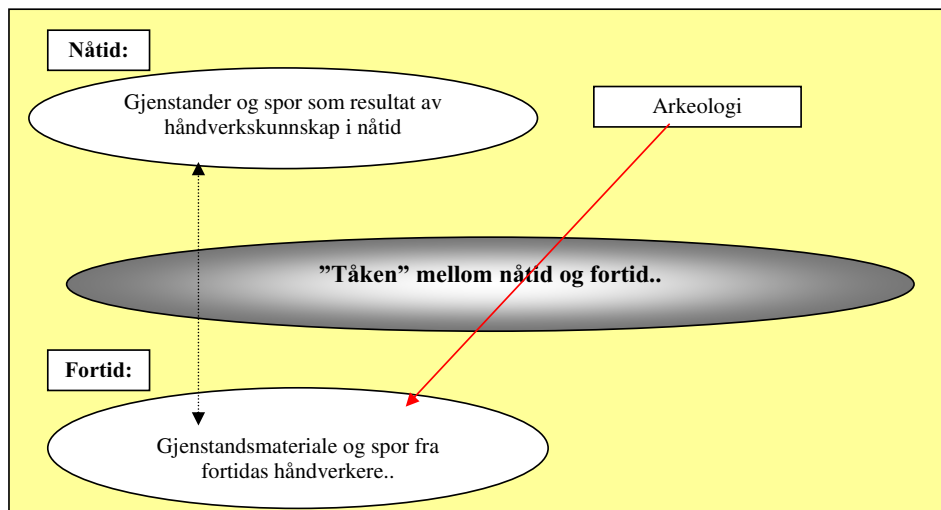 Nåtid:
Gjenstander og spor som resultat av
håndverkskunnskap i nåtid
Arkeologi
”Tåken” mellom nåtid og fortid..
Fortid:
Gjenstandsmateriale og spor fra
fortidas håndverkere..